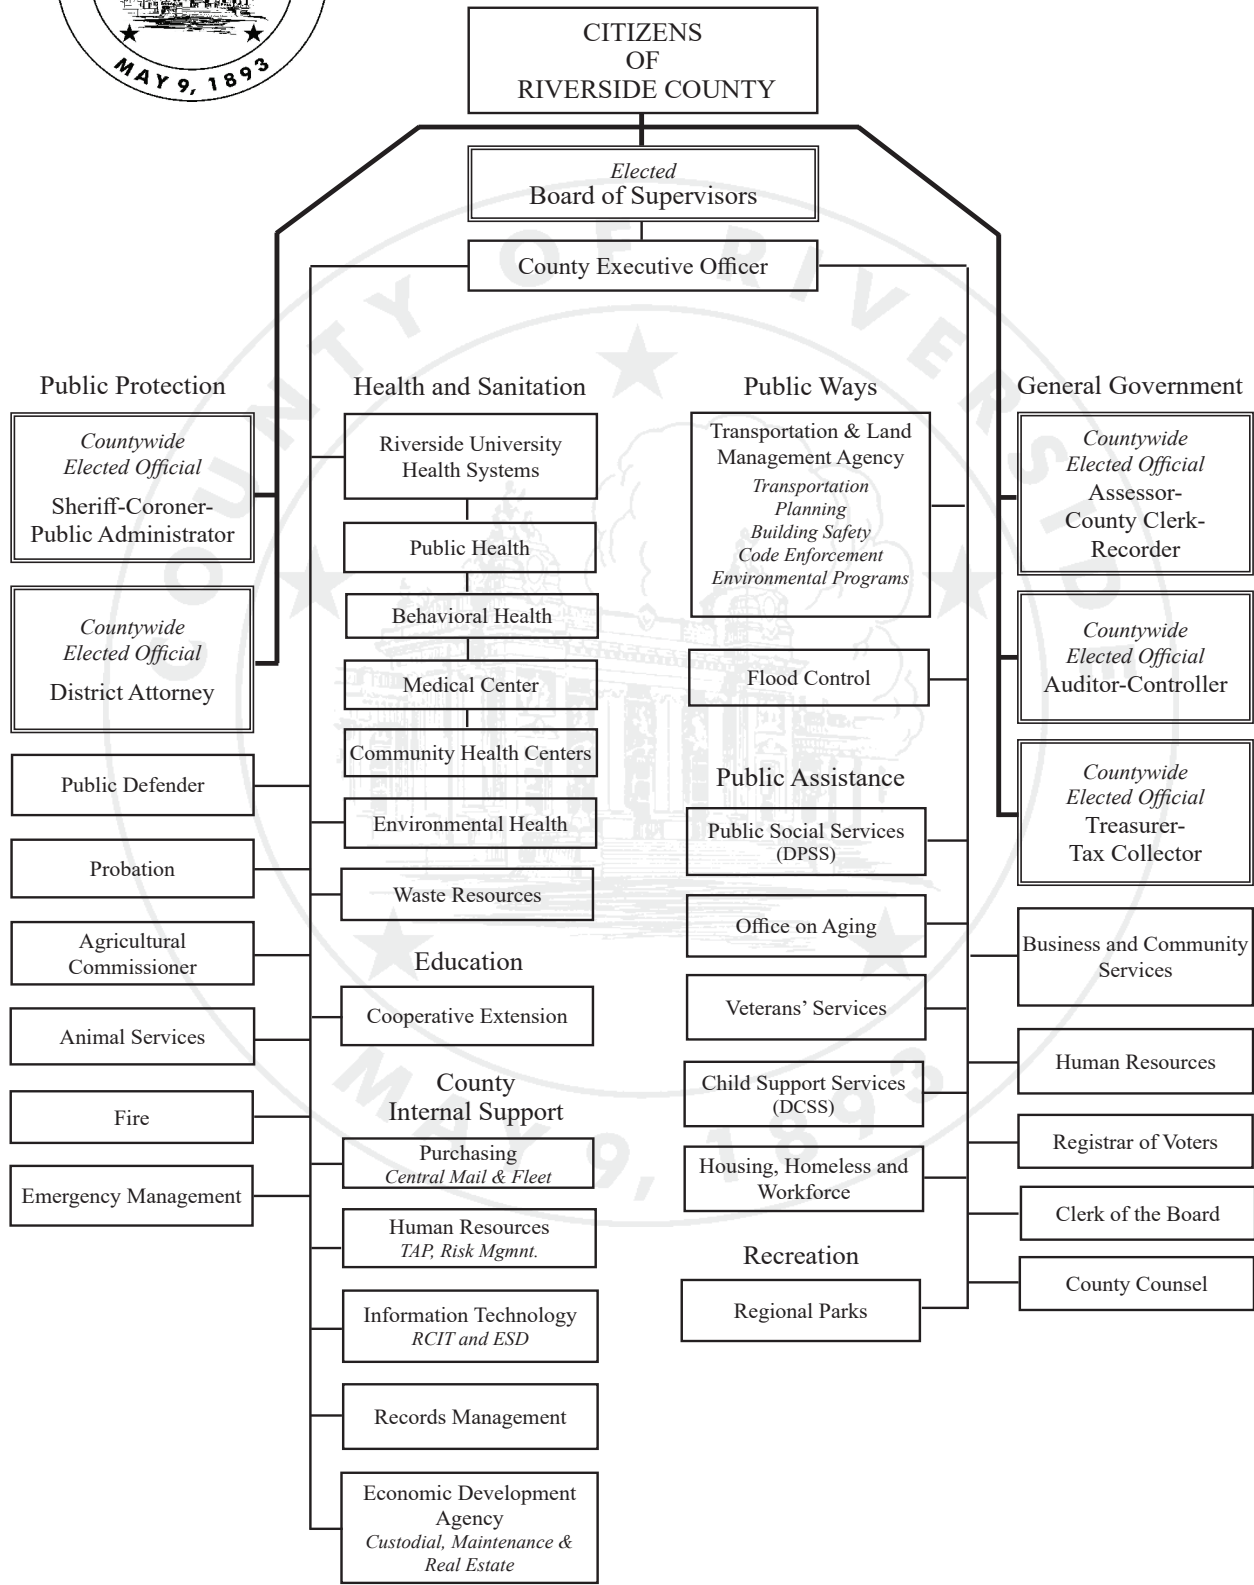 MAY 9, 1893
CITIZENS
OF
RIVERSIDE COUNTY
Elected
Board of Supervisors
County Executive Officer
COUNTY OF RIVERSIDE
MAY 9, 1893
Public Protection
Countywide
Elected Official
Sheriff-Coroner-
Public Administrator
Countywide
Elected Official
District Attorney
Public Defender
Probation
Agricultural
Commissioner
Animal Services
Fire
Emergency Management
Health and Sanitation
Riverside University
Health Systems
Public Health
Behavioral Health
Medical Center
Community Health Centers
Environmental Health
Waste Resources
Education
Cooperative Extension
County
Internal Support
Purchasing
Central Mail & Fleet
Human Resources
TAP, Risk Mgmnt.
Information Technology
RCIT and ESD
Records Management
Economic Development
Agency
Custodial, Maintenance &
Real Estate
Public Ways
Transportation & Land
Management Agency
Transportation
Planning
Building Safety
Code Enforcement
Environmental Programs
Flood Control
Public Assistance
Public Social Services
(DPSS)
Office on Aging
Veterans’ Services
Child Support Services
(DCSS)
Housing, Homeless and
Workforce
Recreation
Regional Parks
General Government
Countywide
Elected Official
Assessor-
County Clerk-
Recorder
Countywide
Elected Official
Auditor-Controller
Countywide
Elected Official
Treasurer-
Tax Collector
Business and Community
Services
Human Resources
Registrar of Voters
Clerk of the Board
County Counsel